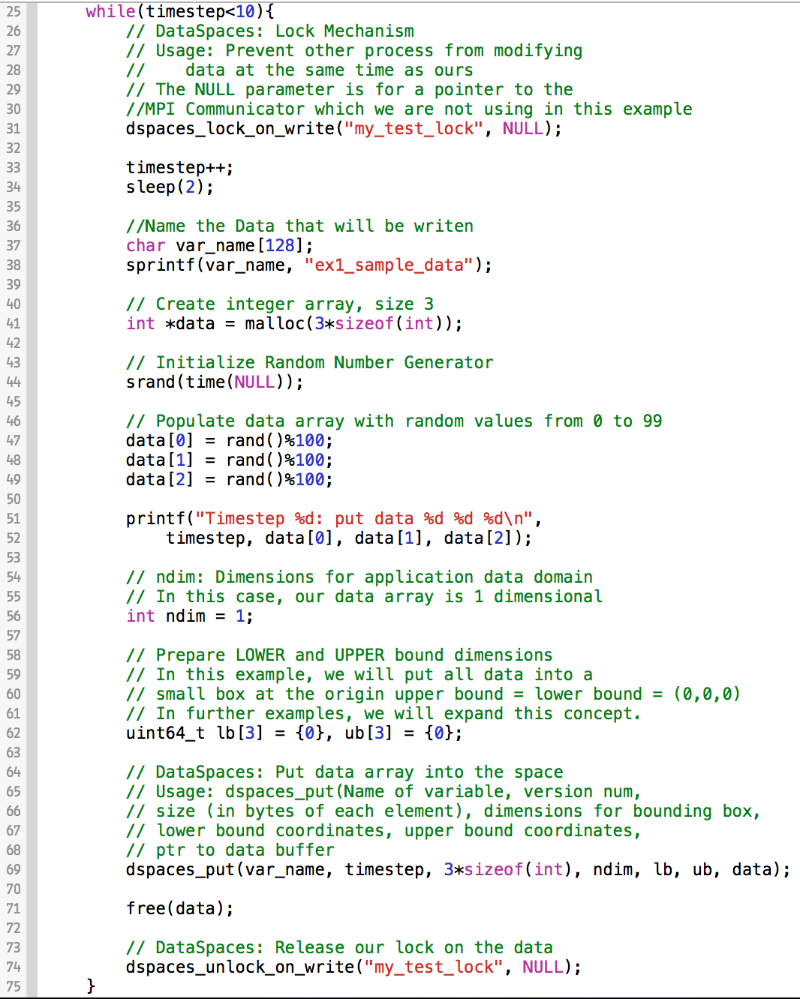 25 while(timestep<10){
26 // DataSpaces: Lock Mechanism
27 // Usage: Prevent other process from modifying
28 //    data at the same time as ours
29 // The NULL parameter is for a pointer to the
30 //MPI Communicator which we are not using in this example
31 dspaces_lock_on_write("my_test_lock", NULL);
32
33 timestep++;
34 sleep(2);
35
36 //Name the Data that will be writen
37 char var_name[128];
38 sprintf(var_name, "ex1_sample_data");
39
40 // Create integer array, size 3
41 int *data = malloc(3*sizeof(int));
42
43 // Initialize Random Number Generator
44 srand(time(NULL));
45
46 // Populate data array with random values from 0 to 99
47 data[0] = rand()%100;
48 data[1] = rand()%100;
49 data[2] = rand()%100;
50
51 printf("Timestep %d: put data %d %d %d\n",
52 timestep, data[0], data[1], data[2]);
53
54 // ndim: Dimensions for application data domain
55 // In this case, our data array is 1 dimensional
56 int ndim = 1;
57
58 // Prepare LOWER and UPPER bound dimensions
59 // In this example, we will put all data into a
60 // small box at the origin upper bound = lower bound = (0,0,0)
61 // In further examples, we will expand this concept.
62 uint64_t lb[3] = {0}, ub[3] = {0};
63
64 // DataSpaces: Put data array into the space
65 // Usage: dspaces_put(Name of variable, version num,
66 // size (in bytes of each element), dimensions for bounding box,
67 // lower bound coordinates, upper bound coordinates,
68 // ptr to data buffer
69 dspaces_put(var_name, timestep, 3*sizeof(int), ndim, lb, ub, data);
70
71 free(data);
72
73 // DataSpaces: Release our lock on the data
74 dspaces_unlock_on_write("my_test_lock", NULL);
75 }